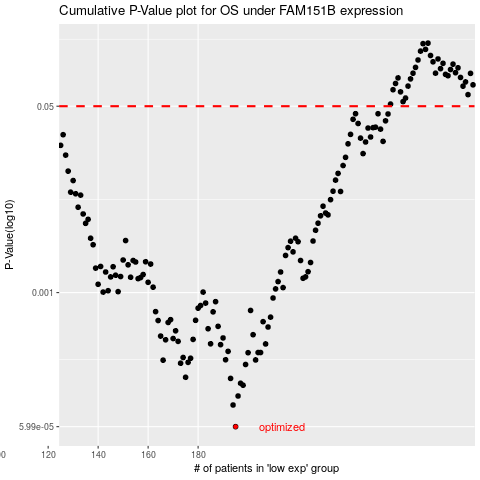 Cumulative P-Value plot for OS under FAM151B expression
P-Value(log10)
0.05
0.001
5.99e-05
optimized
00 120 140 160 180
# of patients in 'low exp' group